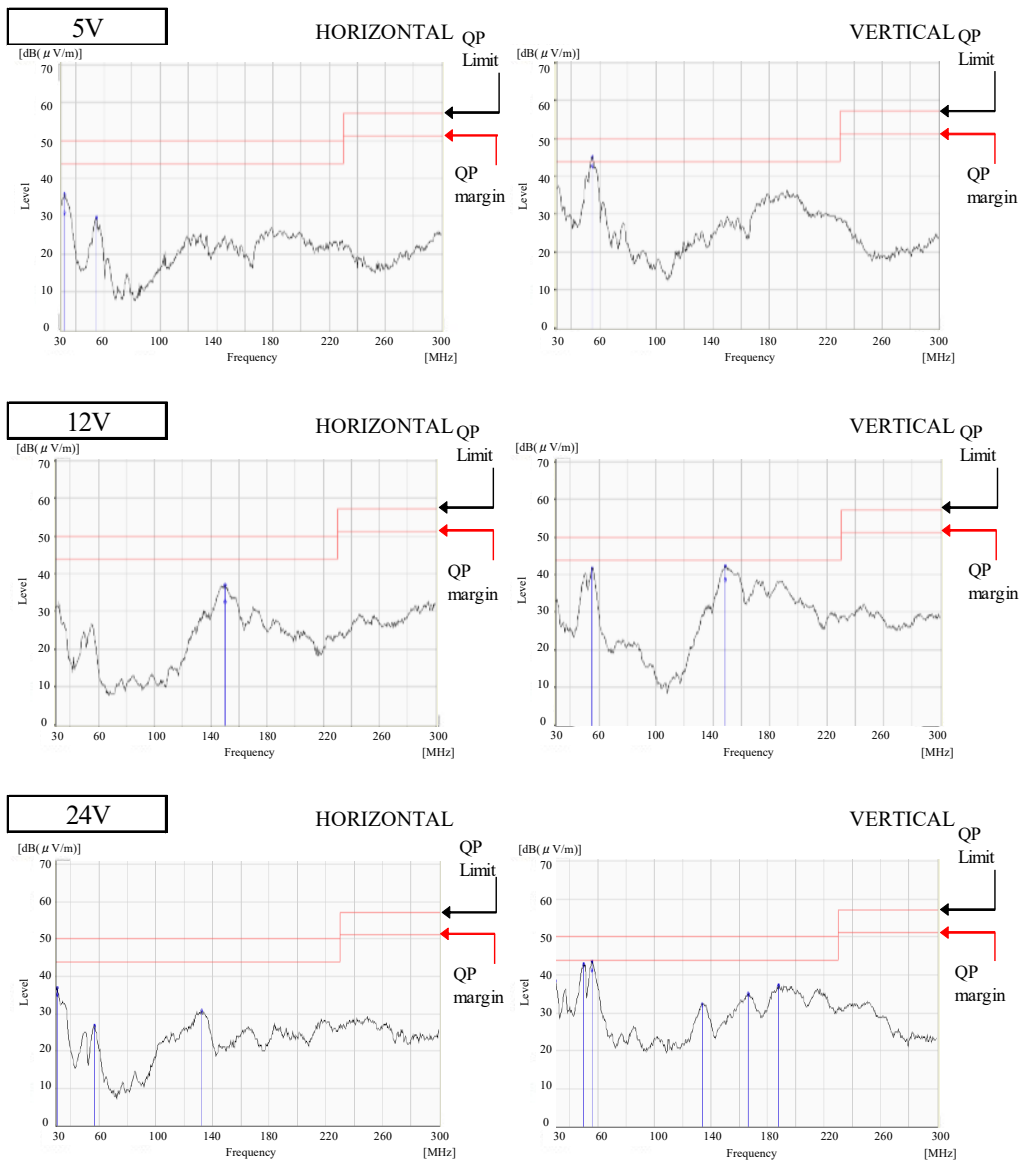 5V
HORIZONTAL
QP
Limit
[dB( μ V/m)]
70
60
50
40
30
20
10
0
Level
QP
margin
30 60 100 140 180 220 260 300
Frequency [MHz]
VERTICAL
QP
Limit
[dB( μ V/m)]
70
60
50
40
30
20
10
0
Level
QP
margin
30 60 100 140 180 220 260 300
Frequency [MHz]
12V
HORIZONTAL
QP
Limit
[dB( μ V/m)]
70
60
50
40
30
20
10
0
Level
QP
margin
30 60 100 140 180 220 260 300
Frequency [MHz]
VERTICAL
QP
Limit
[dB( μ V/m)]
70
60
50
40
30
20
10
0
Level
QP
margin
30 60 100 140 180 220 260 300
Frequency [MHz]
24V
HORIZONTAL
QP
Limit
[dB( μ V/m)]
70
60
50
40
30
20
10
0
Level
QP
margin
30 60 100 140 180 220 260 300
Frequency [MHz]
VERTICAL
QP
Limit
[dB( μ V/m)]
70
60
50
40
30
20
10
0
Level
QP
margin
30 60 100 140 180 220 260 300
Frequency [MHz]